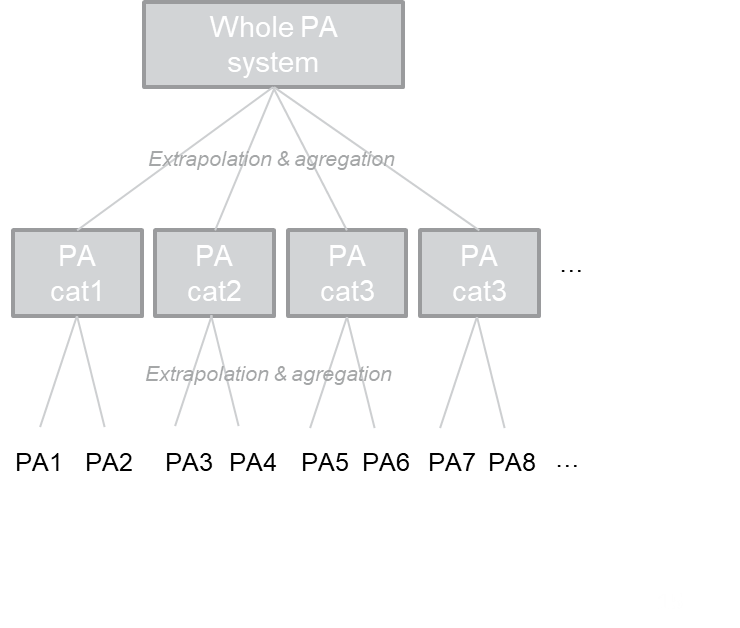 Whole PA
system
Extrapolation & agregation
PA
cat1
PA
cat2
PA
cat3
PA
cat3
...
Extrapolation & agregation
PA1 PA2 PA3 PA4 PA5 PA6 PA7 PA8 ...